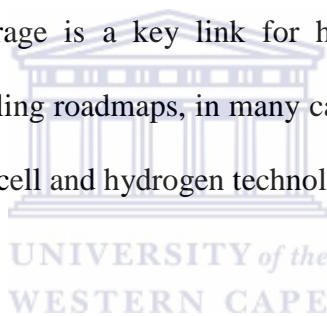 rage is a key link for h
ling roadmaps, in many ca
cell and hydrogen technol
UNIVERSITY of the
WESTERN CAPE